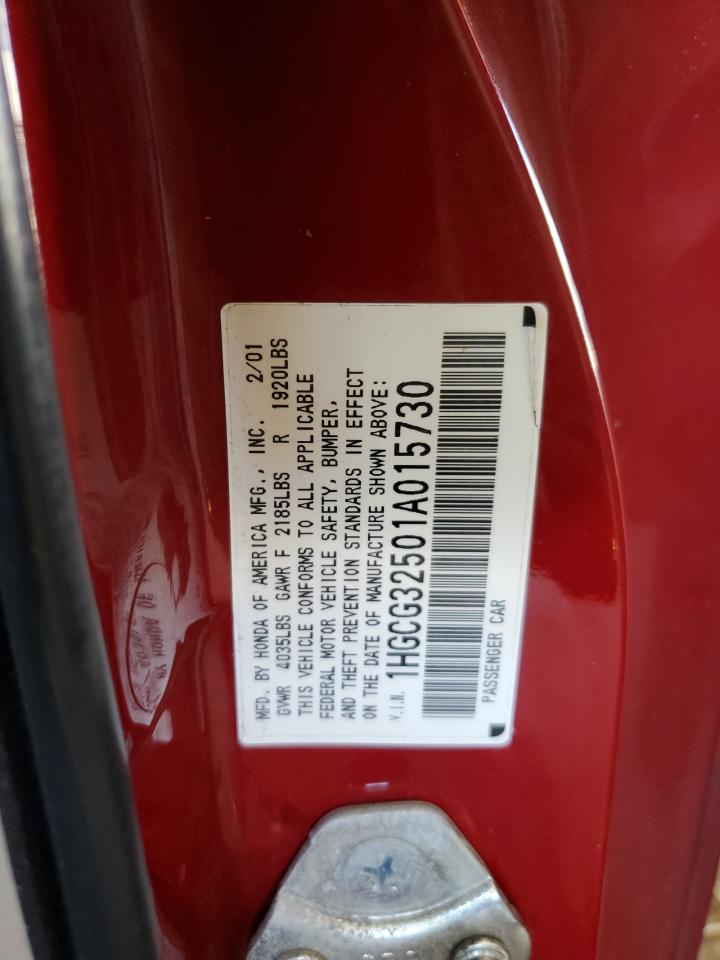 MFD. BY HONDA OF AMERICA MFG., INC. 2/01
GVWR 4035LBS GAWR F 2185LBS R 1920LBS
THIS VEHICLE CONFORMS TO ALL APPLICABLE
FEDERAL MOTOR VEHICLE SAFETY, BUMPER,
AND THEFT PREVENTION STANDARDS IN EFFECT
ON THE DATE OF MANUFACTURE SHOWN ABOVE:
V.I.N. 1HGCG32501A015730
PASSENGER CAR